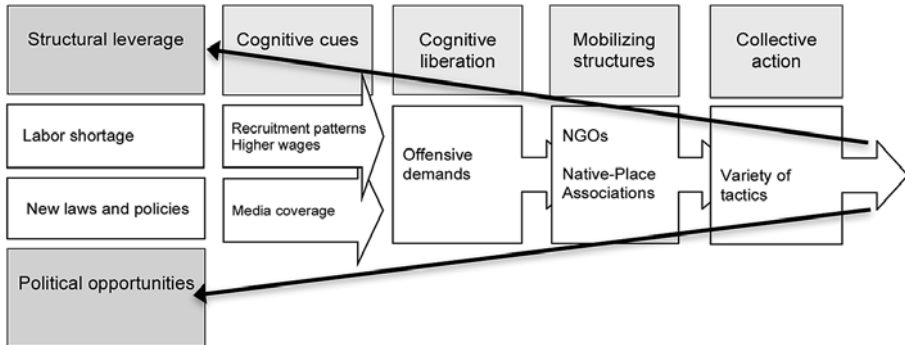 Structural leverage
Cognitive cues
Cognitive
liberation
Mobilizing
structures
Collective
action
Labor shortage
Recruitment patterns
Higher wages
Offensive
demands
NGOs
Native-Place
Associations
Variety of
tactics
New laws and policies
Media coverage
Political opportunities